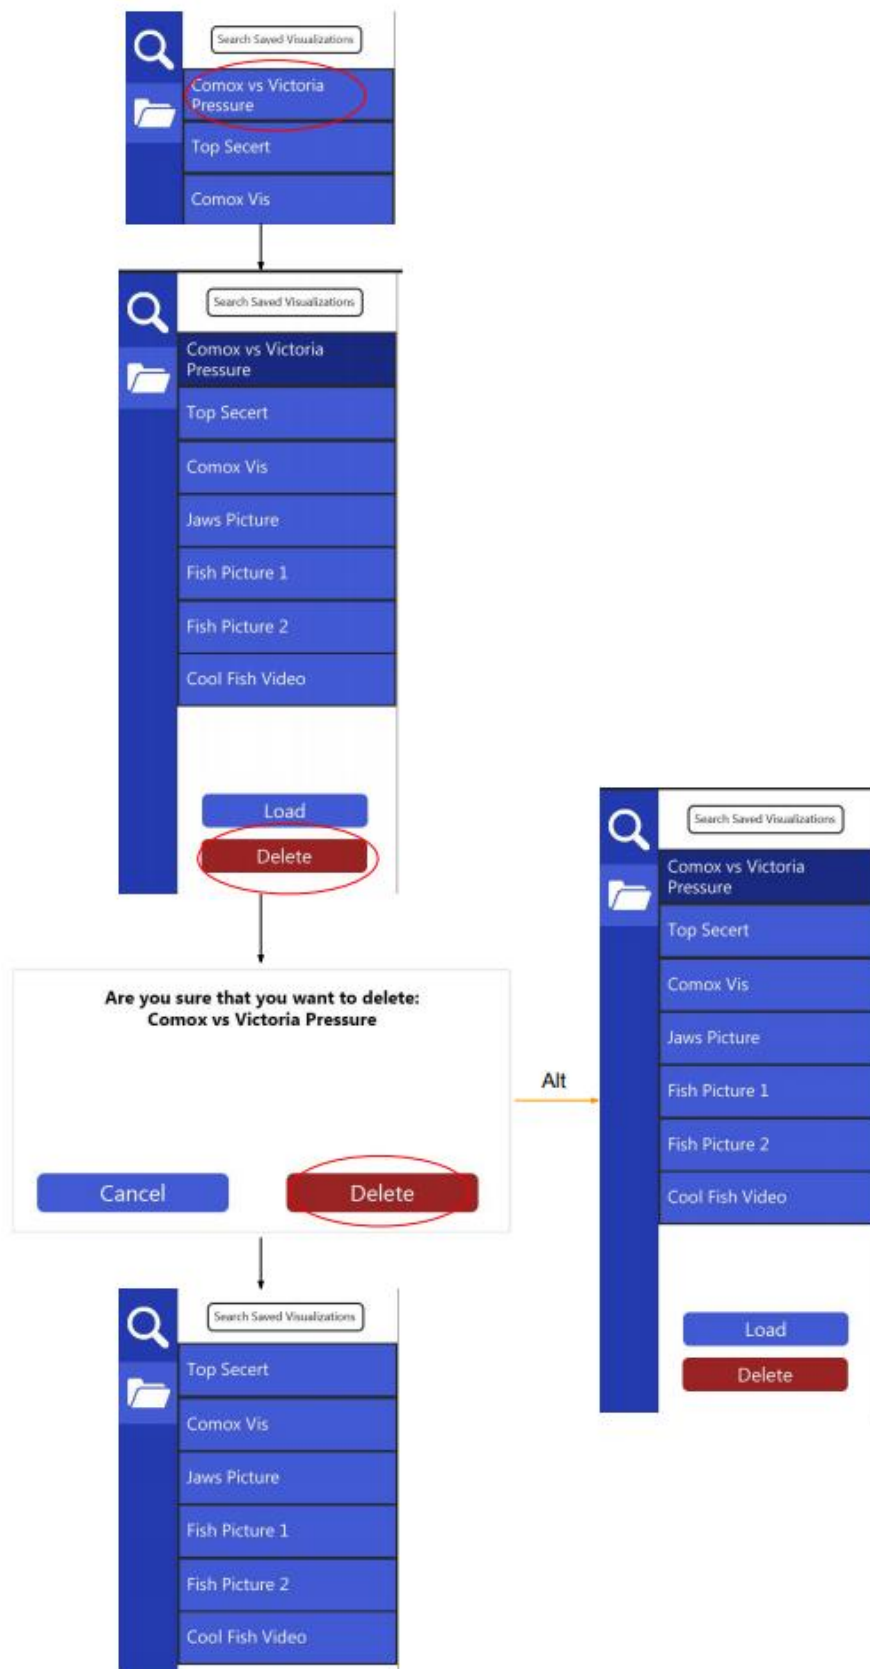 Search Saved Visualizations
Comox vs Victoria
Pressure
Top Secert
Comox Vis
Search Saved Visualizations
Comox vs Victoria
Pressure
Top Secert
Comox Vis
Jaws Picture
Fish Picture 1
Fish Picture 2
Cool Fish Video
Load
Delete
Are you sure that you want to delete:
Comox vs Victoria Pressure
Cancel
Delete
Alt
Search Saved Visualizations
Comox vs Victoria
Pressure
Top Secert
Comox Vis
Jaws Picture
Fish Picture 1
Fish Picture 2
Cool Fish Video
Load
Delete
Search Saved Visualizations
Top Secert
Comox Vis
Jaws Picture
Fish Picture 1
Fish Picture 2
Cool Fish Video